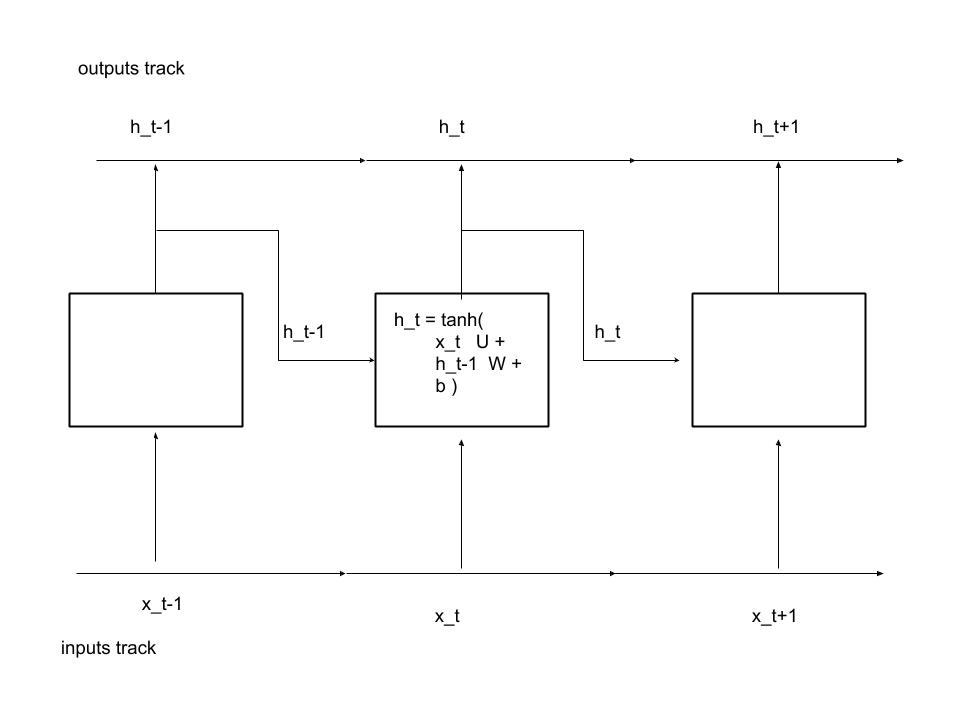 outputs track
h_t-1
h_t
h_t+1
h_t-1
h_t = tanh(
x_t U +
h_t-1 W +
b )
h_t
x_t-1
x_t
x_t+1
inputs track